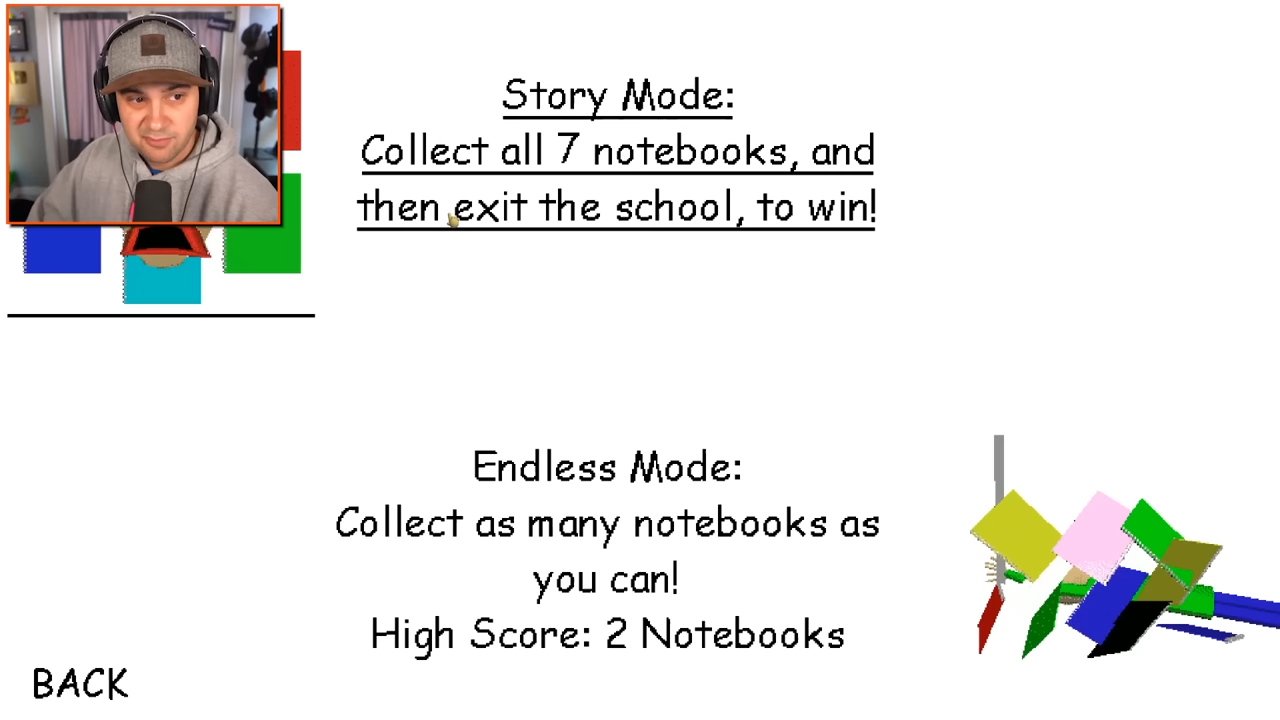 Story Mode:
Collect all 7 notebooks, and
then exit the school, to win!
Endless Mode:
Collect as many notebooks as
you can!
High Score: 2 Notebooks
BACK